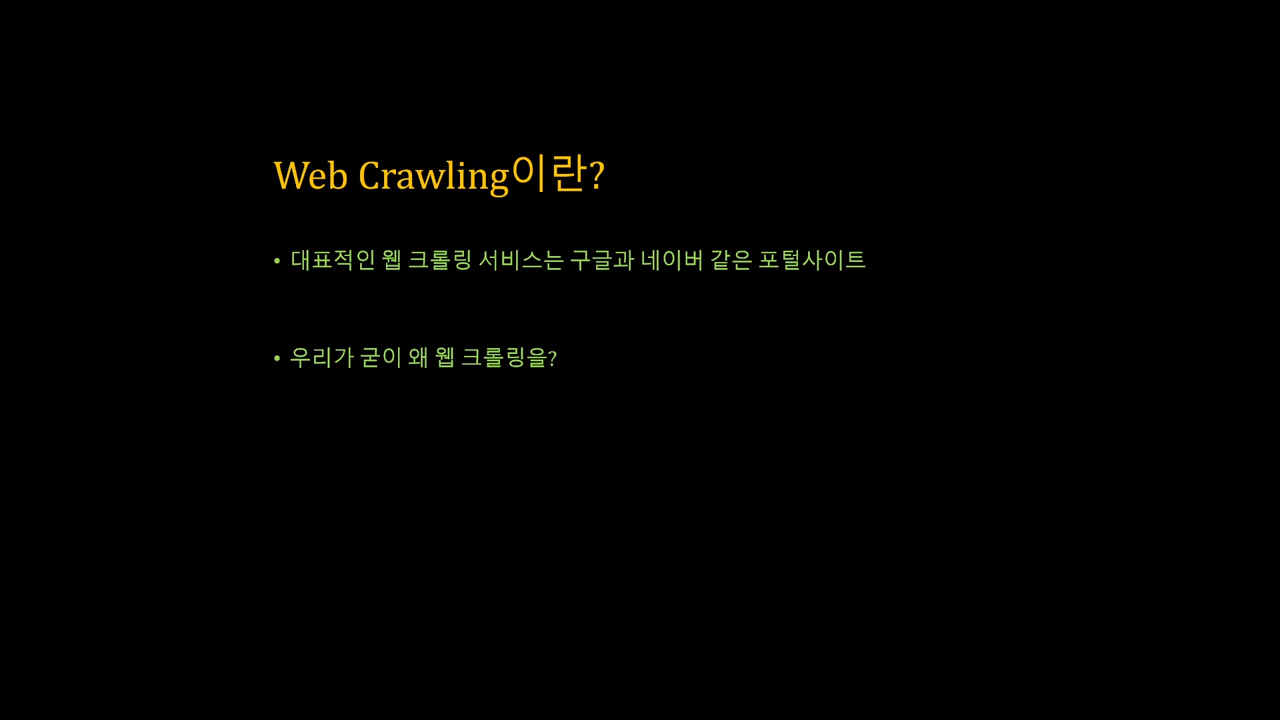 Web Crawling이란?
• 대표적인 웹 크롤링 서비스는 구글과 네이버 같은 포털사이트
• 우리가 굳이 왜 웹 크롤링을?